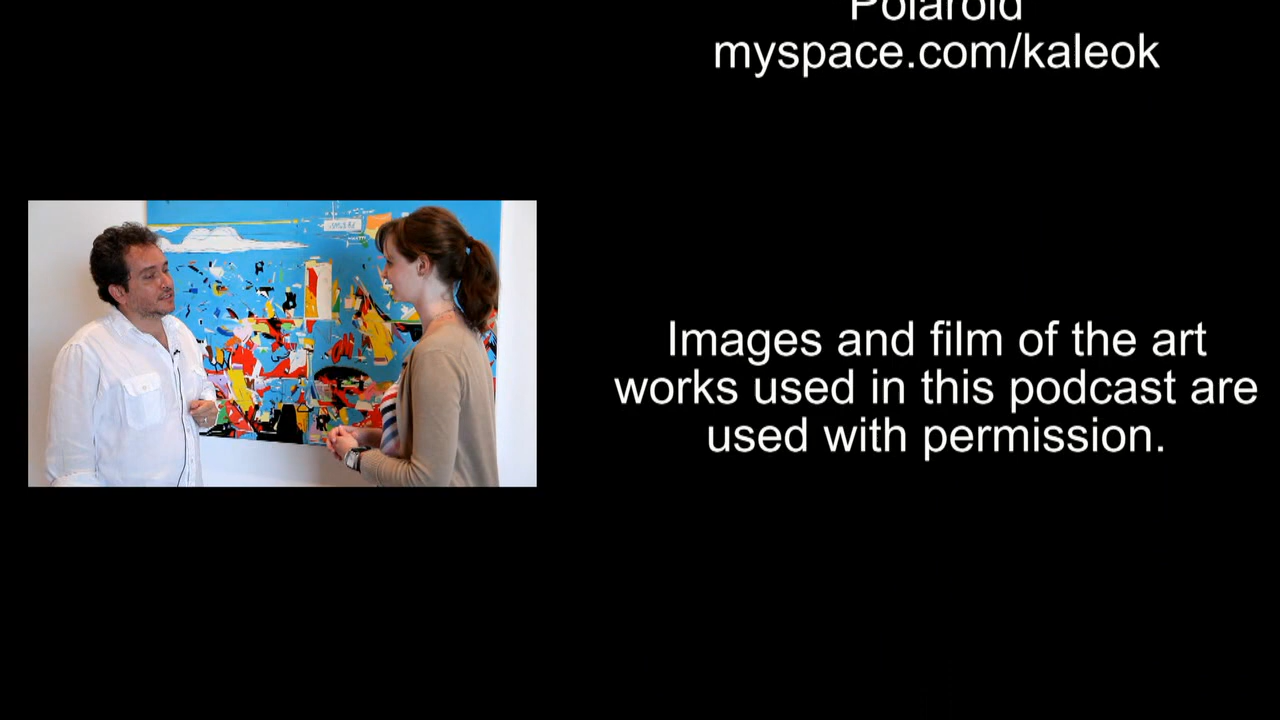 Polaroid
myspace.com/kaleok
Images and film of the art
works used in this podcast are
used with permission.